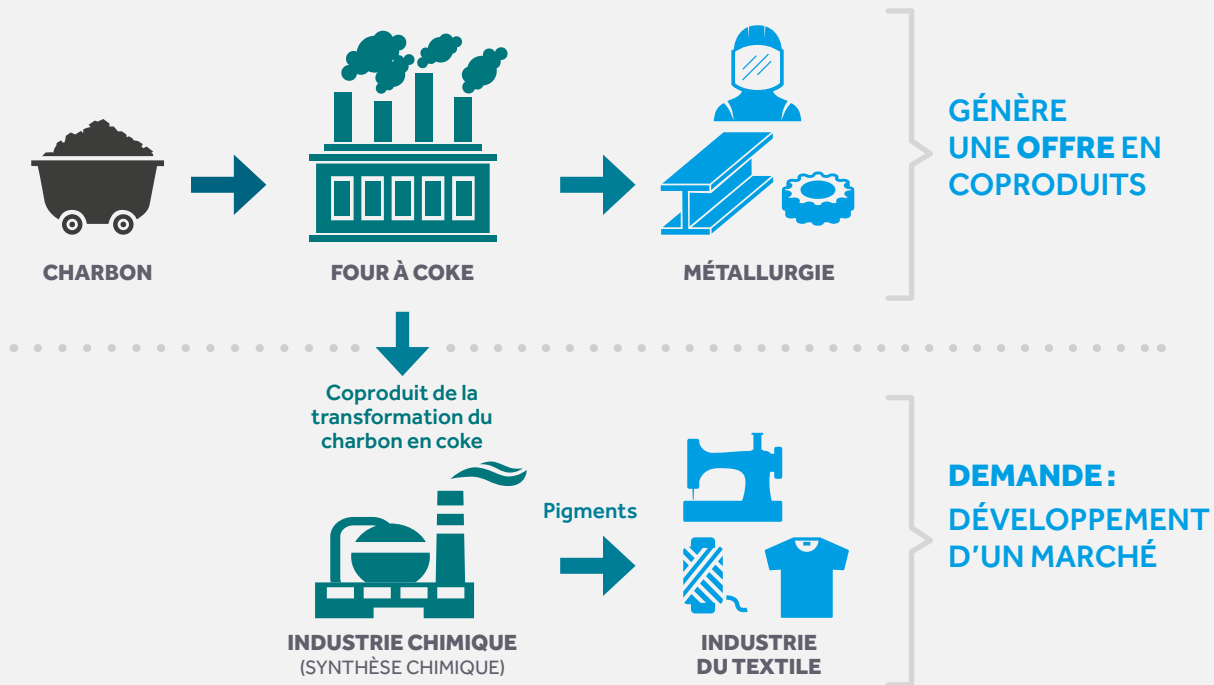 GÉNÈRE
UNE OFFRE EN
COPRODUITS
CHARBON
FOUR À COKE
MÉTALLURGIE
Coproduit de la
transformation du
charbon en coke
Pigments
DEMANDE :
DÉVELOPPEMENT
D’UN MARCHÉ
INDUSTRIE CHIMIQUE
(SYNTHÈSE CHIMIQUE)
INDUSTRIE
DU TEXTILE